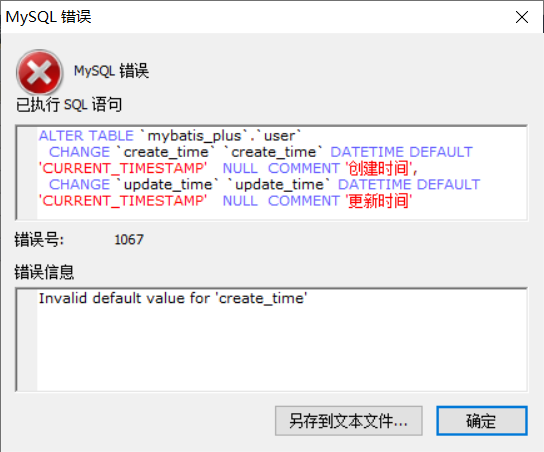 MySQL 错误
MySQL 错误
已执行 SQL 语句
ALTER TABLE `mybatis_plus`.`user`
CHANGE `create_time` `create_time` DATETIME DEFAULT
'CURRENT_TIMESTAMP' NULL COMMENT '创建时间',
CHANGE `update_time` `update_time` DATETIME DEFAULT
'CURRENT_TIMESTAMP' NULL COMMENT '更新时间'
错误号: 1067
错误信息
Invalid default value for 'create_time'
另存到文本文件... 确定